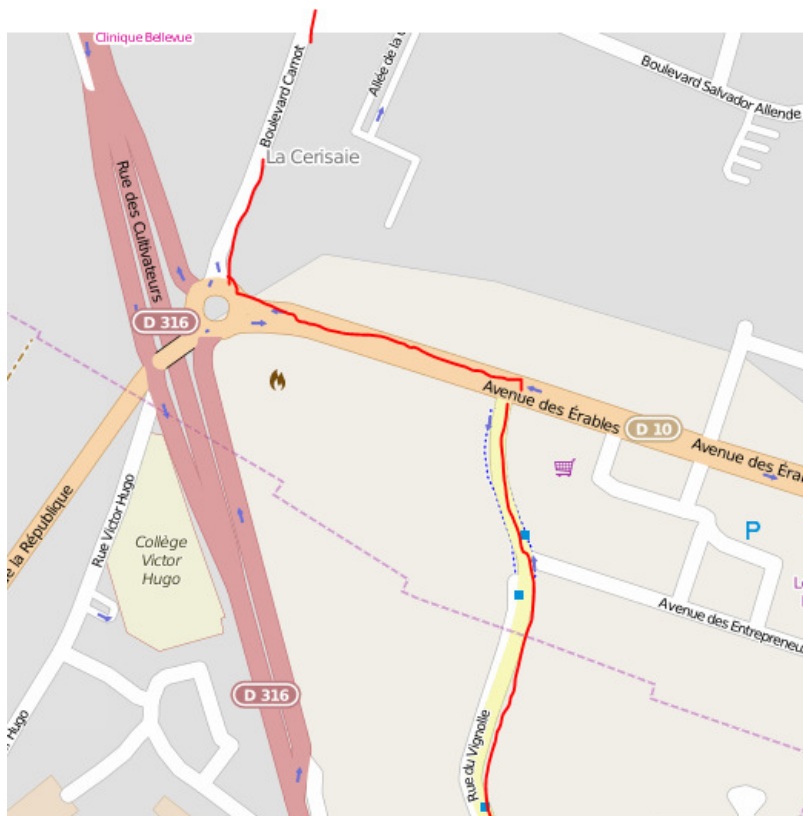 Clinique Bellevue
Boulevard Carnot
Allée de la
Boulevard Salvador Allende
La Cerisaie
Rue des Cultivateurs
D 316
Avenue des Érables
D 10
Avenue des Éra
de la République
Rue Victor Hugo
Collège
Victor
Hugo
P
Avenue des Entrepreneu
D 316
Rue du Vignolle
Hugo